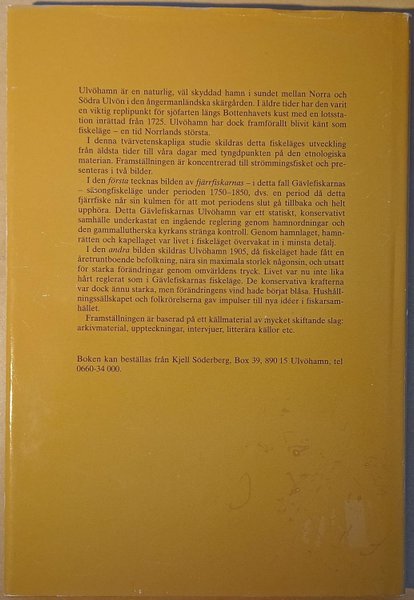 Ulvöhamn är en naturlig, väl skyddad hamn i sundet mellan Norra och
Södra Ulvön i den ångermanländska skärgården. I äldre tider har den varit
en viktig replipunkt för sjöfarten längs Bottenhavets kust med en lotssta-
tion inrättad från 1725. Ulvöhamn har dock framförallt blivit känt som
fiskeläge – en tid Norrlands största.
I denna tvärvetenskapliga studie skildras detta fiskeläges utveckling
från äldsta tider till våra dagar med tyngdpunkten på den etnologiska
materian. Framställningen är koncentrerad till strömmingsfisket och pre-
senteras i två bilder.
I den första tecknas bilden av fjärrfiskarnas – i detta fall Gävlefiskarnas
– säsongfiskeläge under perioden 1750–1850, dvs. en period då detta
fjärrfiske når sin kulmen för att mot periodens slut gå tillbaka och helt
upphöra. Detta Gävlefiskarnas Ulvöhamn var ett statiskt, konservativt
samhälle underkastat en ingående reglering genom hamnordningar och
den gammallutherska kyrkans stränga kontroll. Genom hamnlaget, hamn-
rätten och kapellaget var livet i fiskeläget övervakat in i minsta detalj.
I den andra bilden skildras Ulvöhamn 1905, då fiskeläget hade fått en
åretruntboende befolkning, nära sin maximala storlek någonsin, och utsatt
för starka förändringar genom omvärldens tryck. Livet var nu inte lika
hårt reglerat som i Gävlefiskarnas fiskeläge. De konservativa krafterna
var dock ännu starka, men förändringens vind hade börjat blåsa. Hushåll-
ningssällskapet och folkrörelserna gav impulser till nya idéer i fiskarsam-
hället.
Framställningen är baserad på ett källmaterial av mycket skiftande slag:
arkivmaterial, uppteckningar, intervjuer, litterära källor etc.
Boken kan beställas från Kjell Söderberg, Box 39, 890 15 Ulvöhamn, tel
0660-34 000.